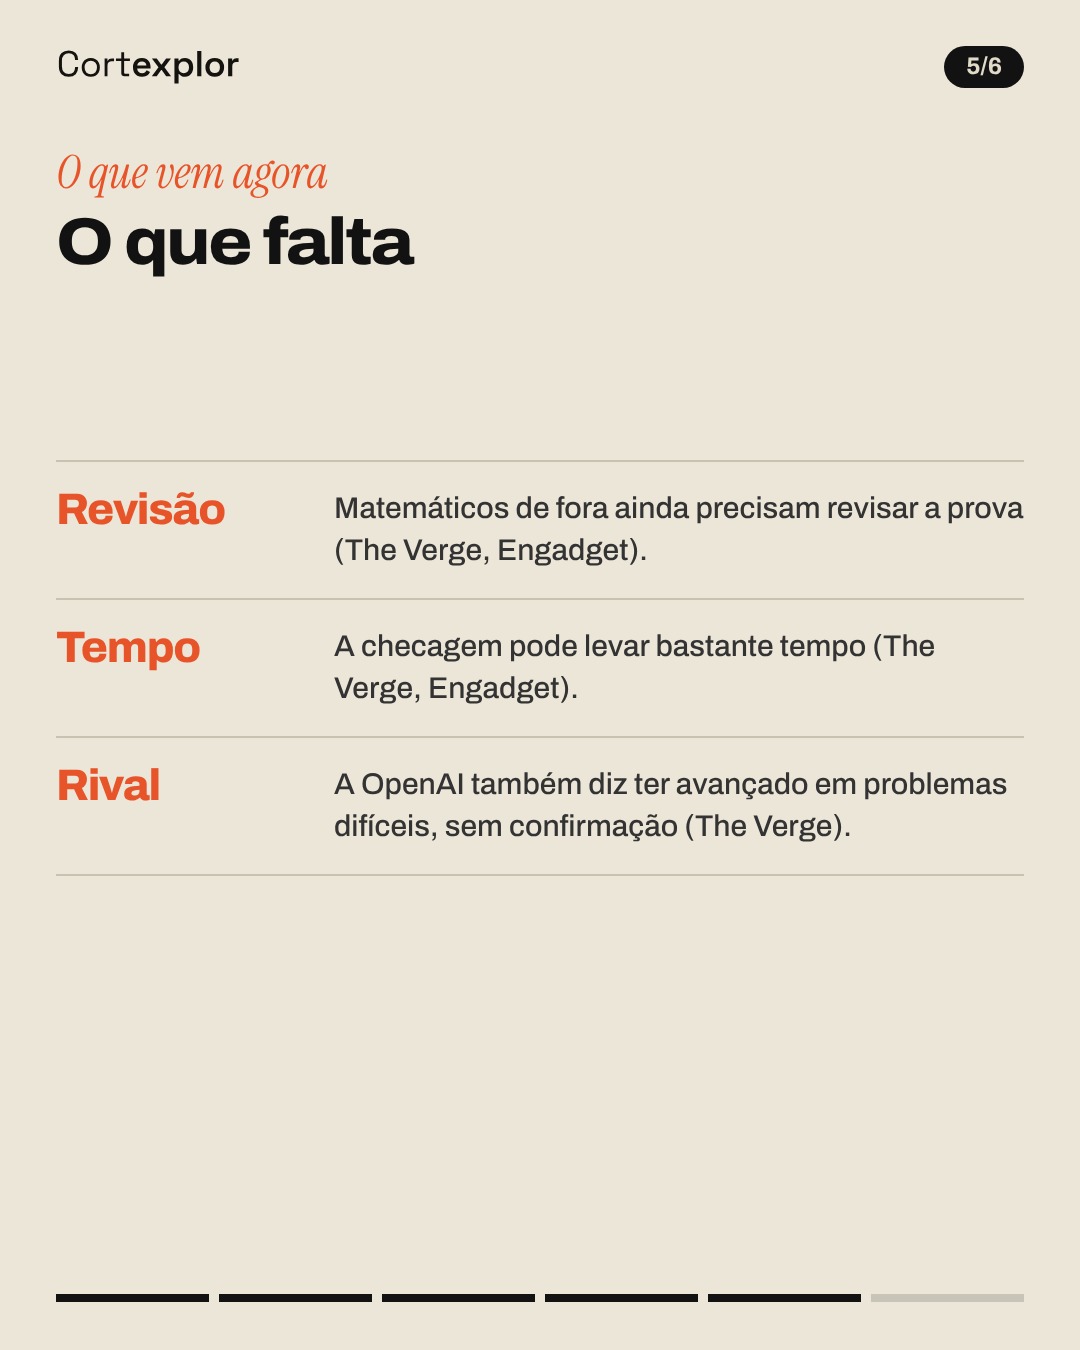 Cortexplor
5/6
O que vem agora
O que falta
Revisão
Matemáticos de fora ainda precisam revisar a prova
(The Verge, Engadget).
Tempo
A checagem pode levar bastante tempo (The
Verge, Engadget).
Rival
A OpenAI também diz ter avançado em problemas
difíceis, sem confirmação (The Verge).